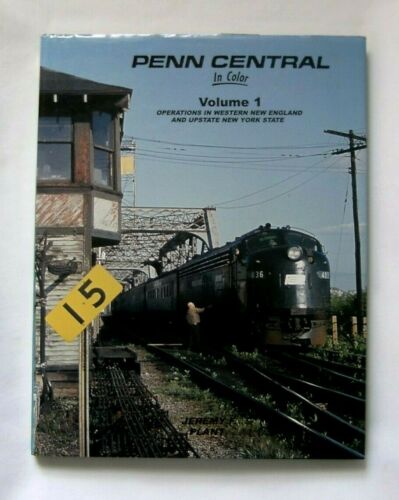 PENN CENTRAL
In Color
Volume 1
OPERATIONS IN WESTERN NEW ENGLAND
AND UPSTATE NEW YORK STATE
15
JEREMY F.
PLANT